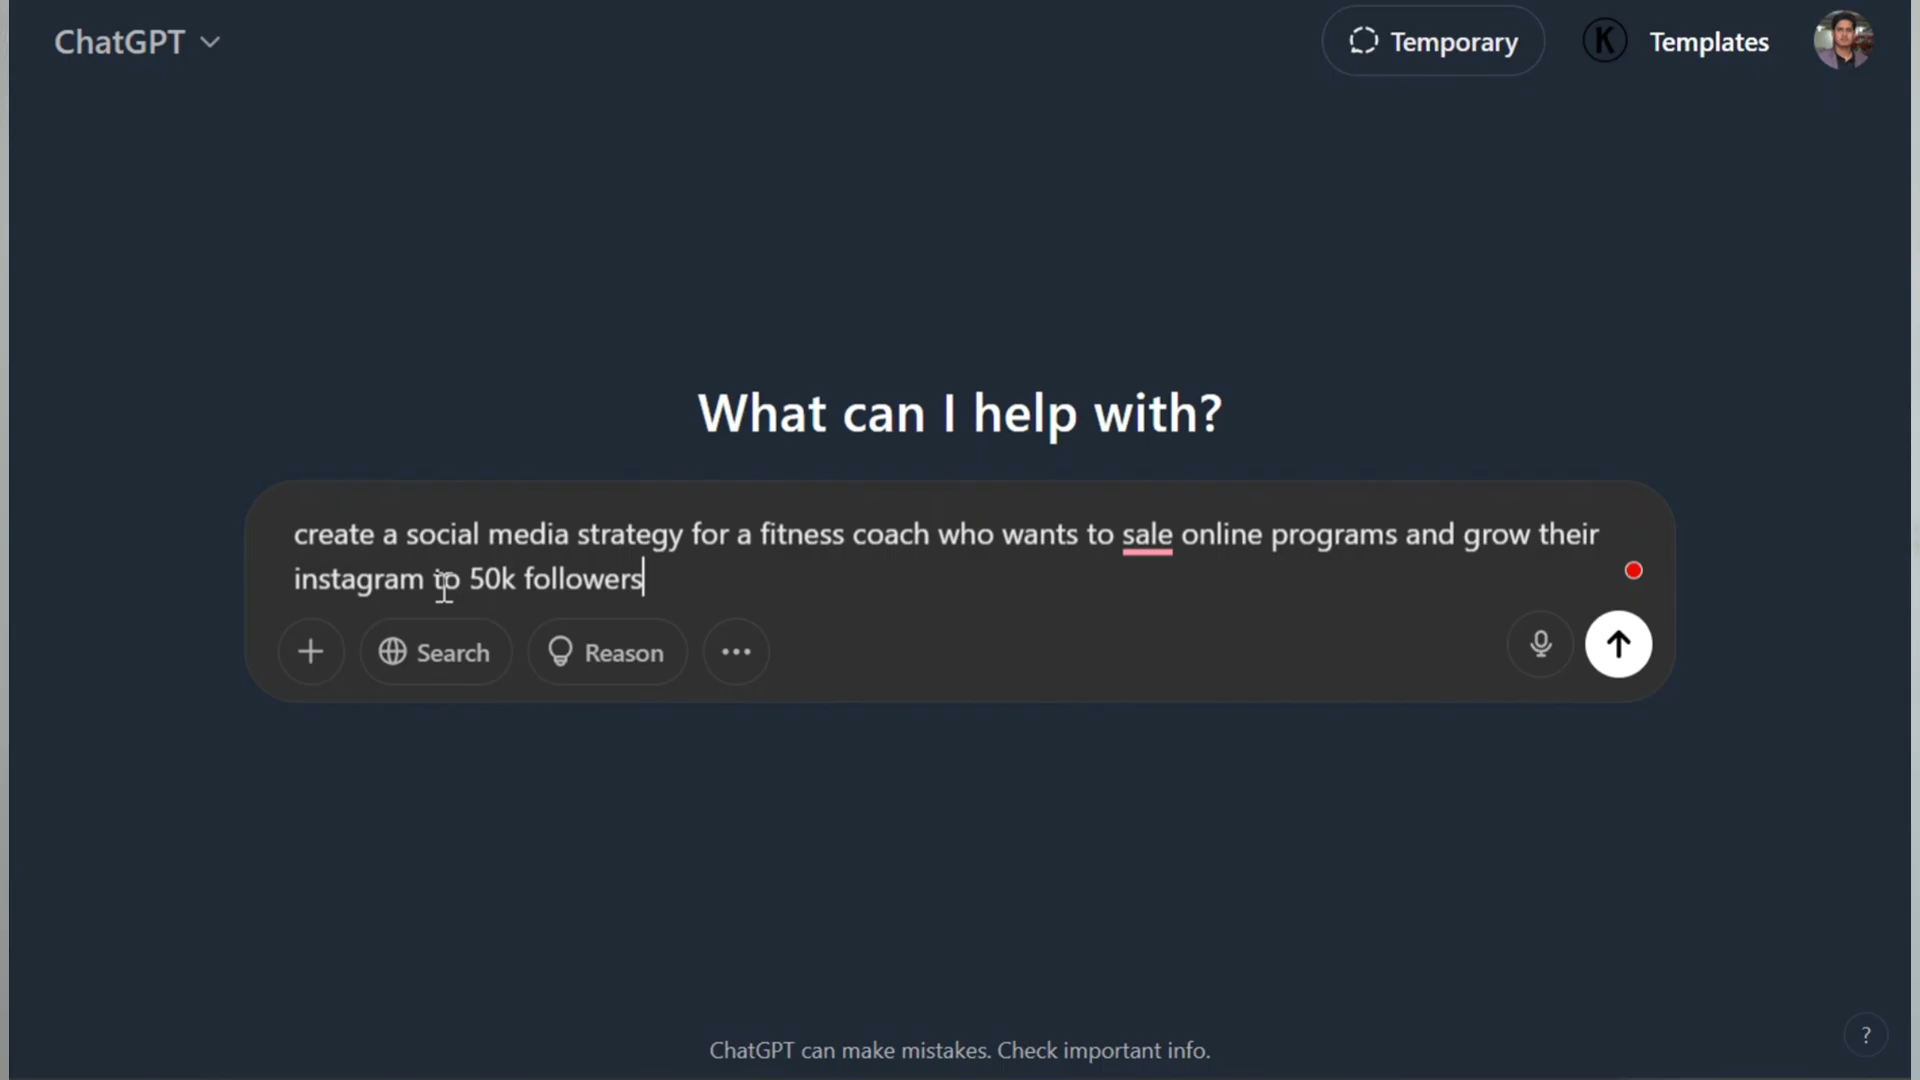 ChatGPT
Temporary
K
Templates
What can I help with?
create a social media strategy for a fitness coach who wants to sale online programs and grow their
instagram to 50k followers
Search
Reason
ChatGPT can make mistakes. Check important info.
?